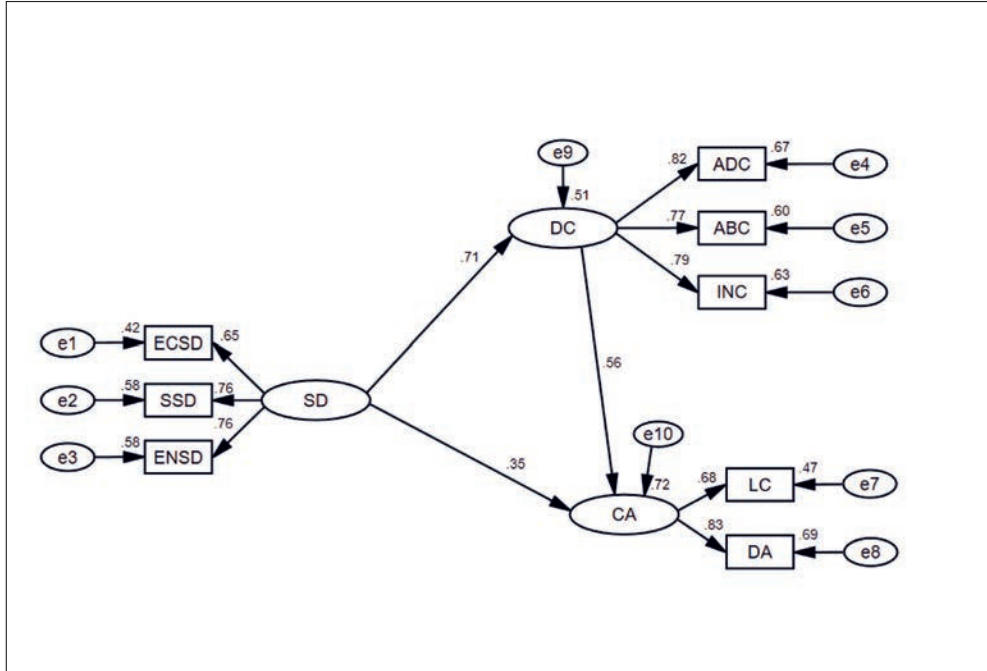 e9
.67
.82
ADC
e4
.51
DC
.77
.60
ABC
e5
.71
.79
.63
INC
e6
.42
e1
ECSD
.65
.56
.58
e2
SSD
.76
SD
.58
e3
ENSD
.76
e10
.35
.47
.68
LC
e7
.72
CA
.83
.69
DA
e8